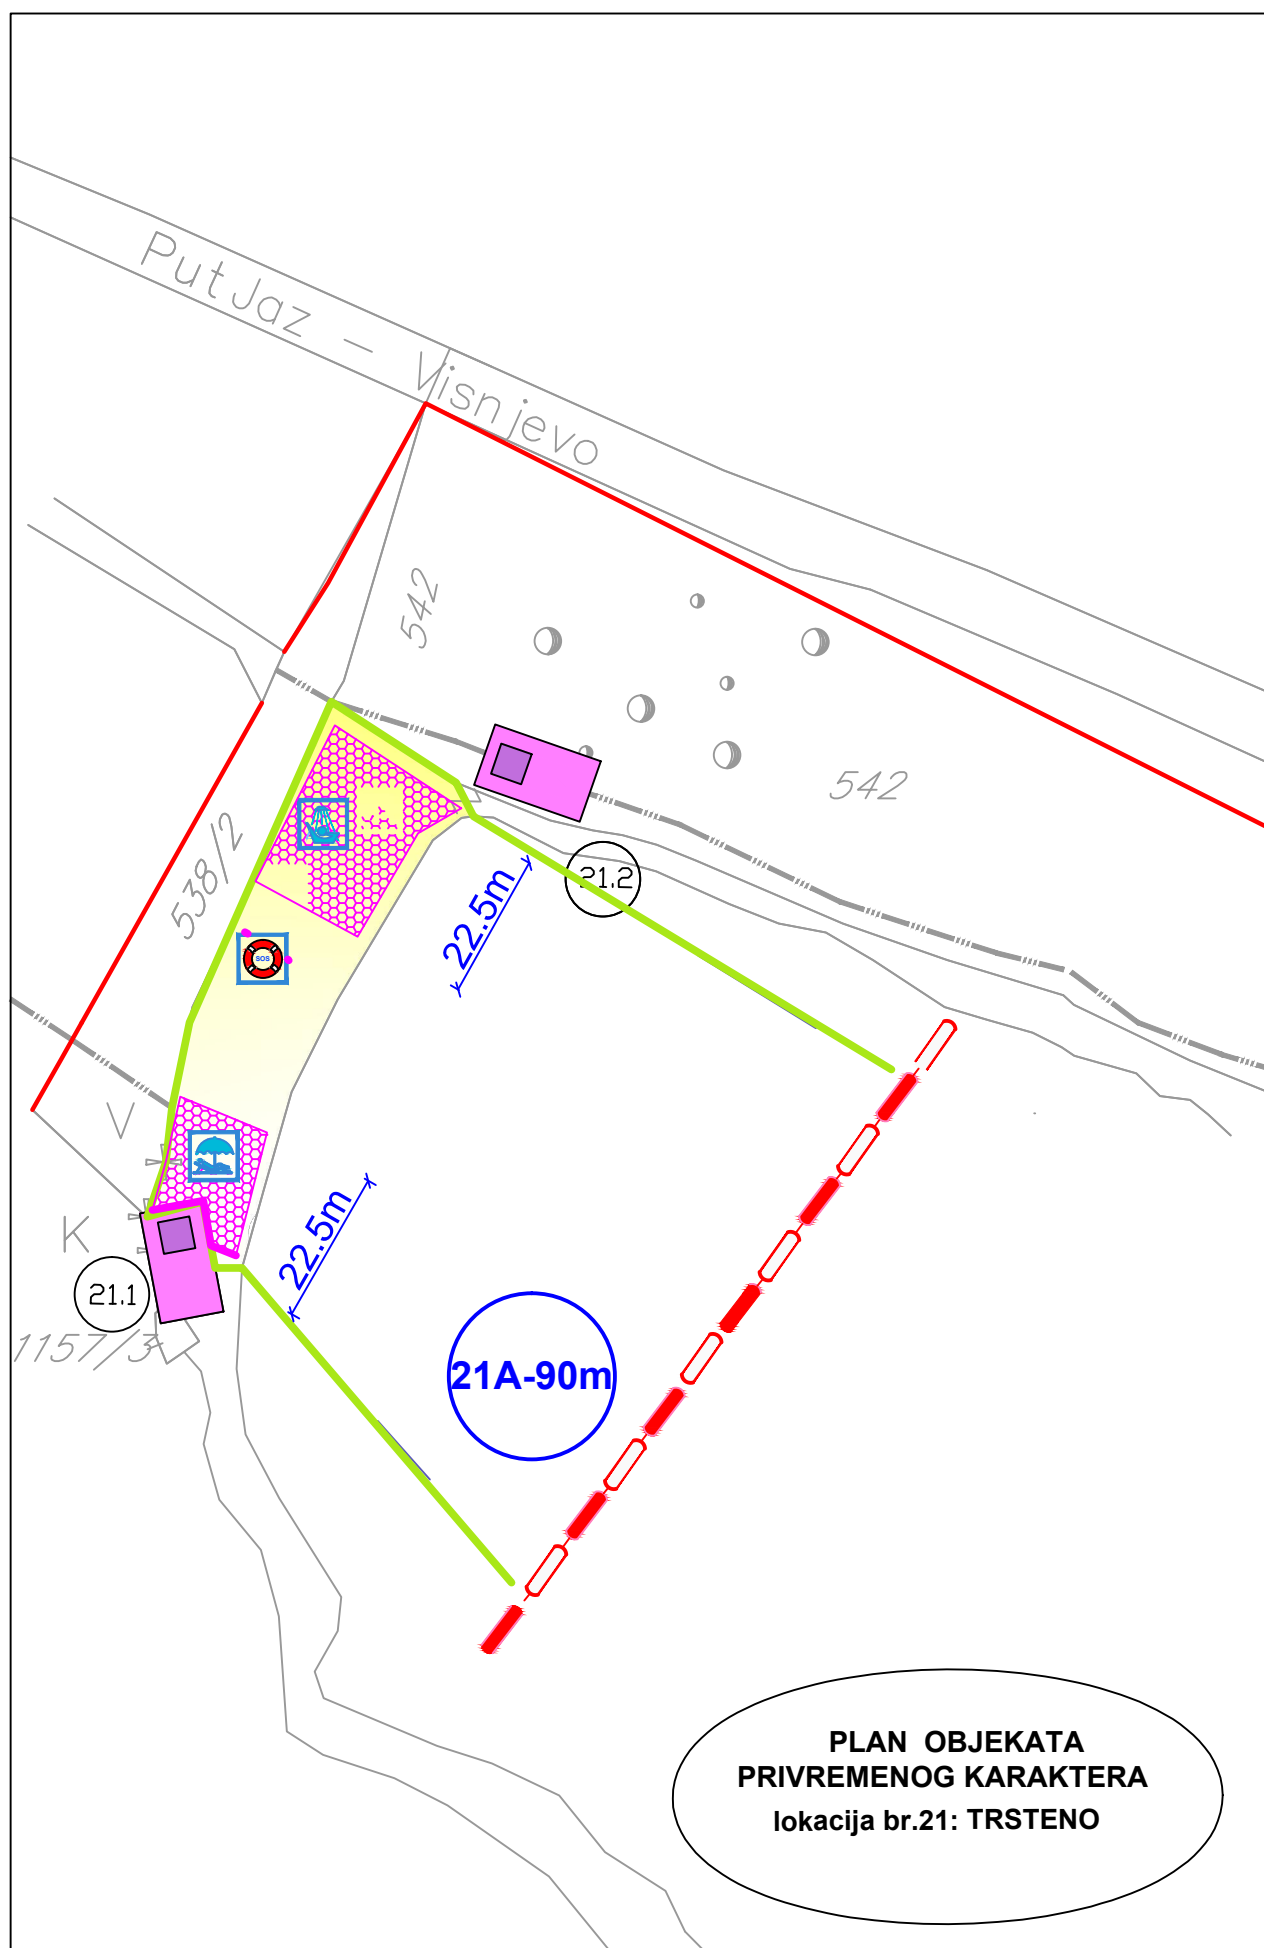 Put Jaz - Visnjevo
542
542
538/2
22.5m
21.2
SOS
V
22.5m
K
21.1
1157/3
21A-90m
PLAN OBJEKATA
PRIVREMENOG KARAKTERA
lokacija br.21: TRSTENO